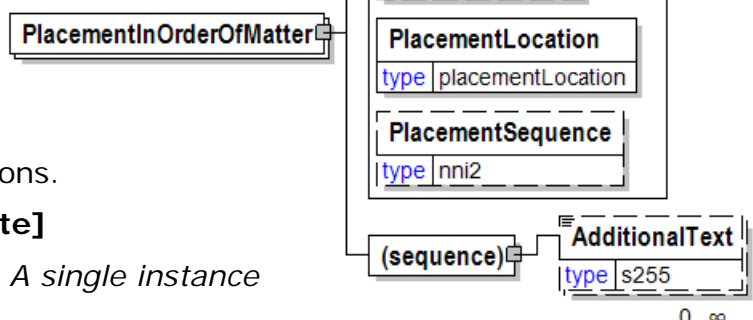 PlacementInOrderOfMatter
PlacementLocation
type placementLocation
PlacementSequence
type nni2
ons.
te]
A single instance
(sequence)
AdditionalText
type s255
0..∞